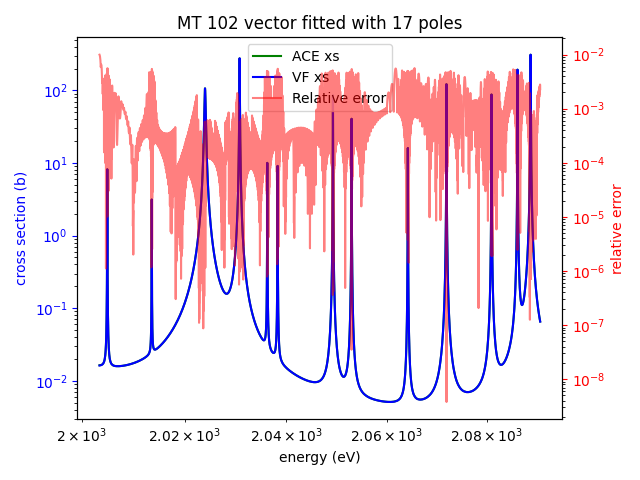 MT 102 vector fitted with 17 poles
ACE xs
VF xs
Relative error
cross section (b)
10²
10¹
10⁰
10⁻¹
10⁻²
relative error
10⁻²
10⁻³
10⁻⁴
10⁻⁵
10⁻⁶
10⁻⁷
10⁻⁸
2 × 10³ 2.02 × 10³ 2.04 × 10³ 2.06 × 10³ 2.08 × 10³
energy (eV)